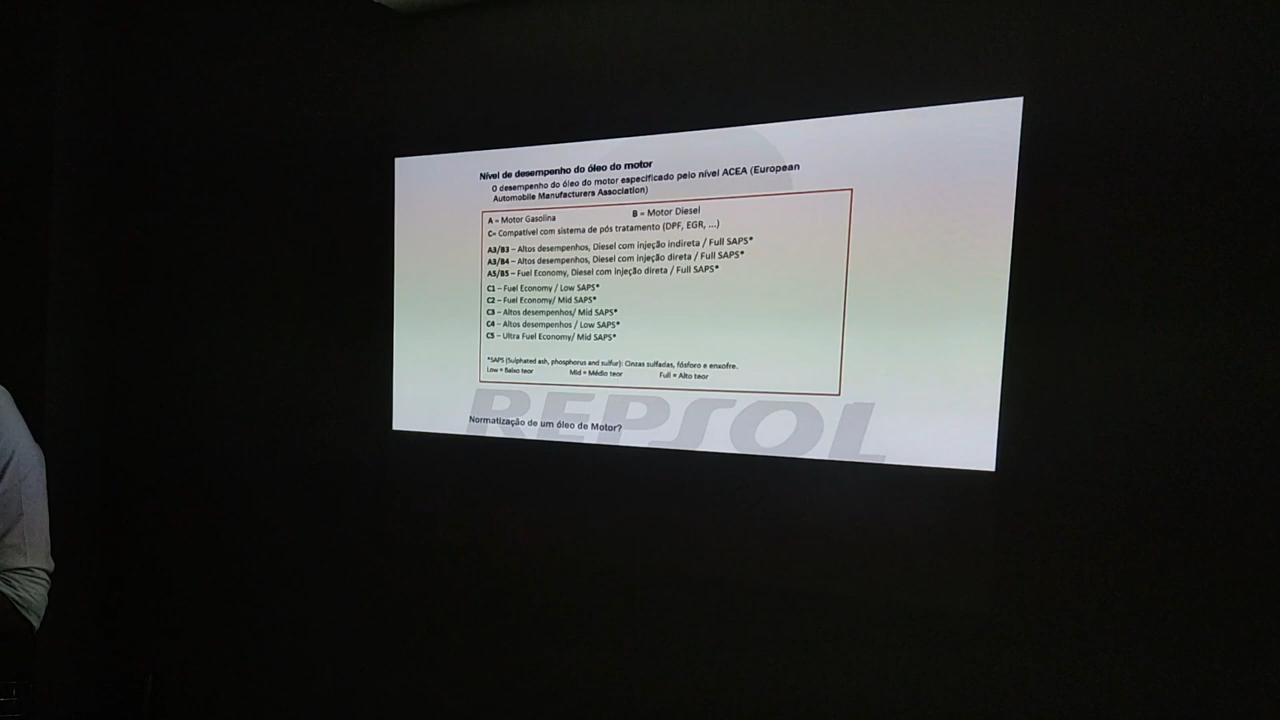 Nível de desempenho do óleo do motor
O desempenho do óleo do motor especificado pelo nível ACEA (European
Automobile Manufacturers Association)
A = Motor Gasolina B = Motor Diesel
C= Compatível com sistema de pós tratamento (DPF, EGR, ...)
A3/B3 – Altos desempenhos, Diesel com injeção indireta / Full SAPS*
A3/B4 – Altos desempenhos, Diesel com injeção direta / Full SAPS*
A5/B5 – Fuel Economy, Diesel com injeção direta / Full SAPS*
C1 – Fuel Economy / Low SAPS*
C2 – Fuel Economy/ Mid SAPS*
C3 – Altos desempenhos/ Mid SAPS*
C4 – Altos desempenhos / Low SAPS*
C5 – Ultra Fuel Economy/ Mid SAPS*
*SAPS (Sulphated ash, phosphorus and sulfur): Cinzas sulfadas, fósforo e enxofre.
Low = Baixo teor Mid = Médio teor Full = Alto teor
REPSOL
Normatização de um óleo de Motor?